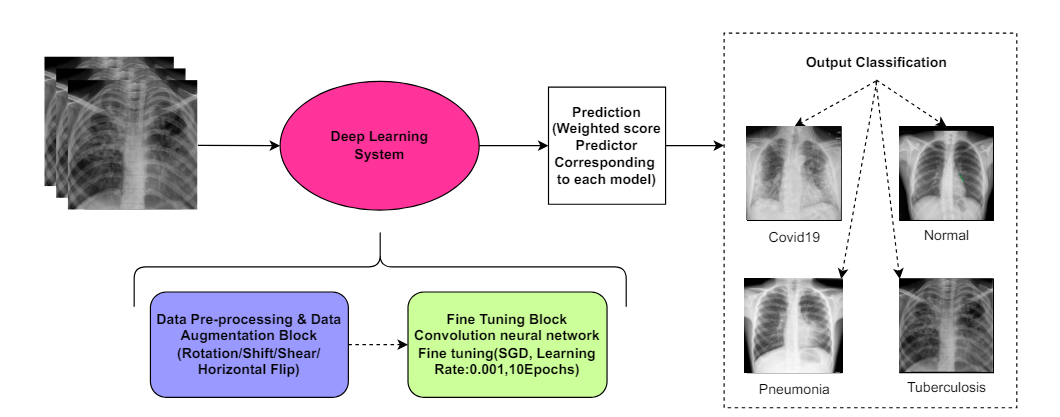 Deep Learning
System
Prediction
(Weighted score
Predictor
Corresponding
to each model)
Output Classification
Covid19
Normal
Pneumonia
Tuberculosis
Data Pre-processing & Data
Augmentation Block
(Rotation/Shift/Shear/
Horizontal Flip)
Fine Tuning Block
Convolution neural network
Fine tuning(SGD, Learning
Rate:0.001,10Epochs)